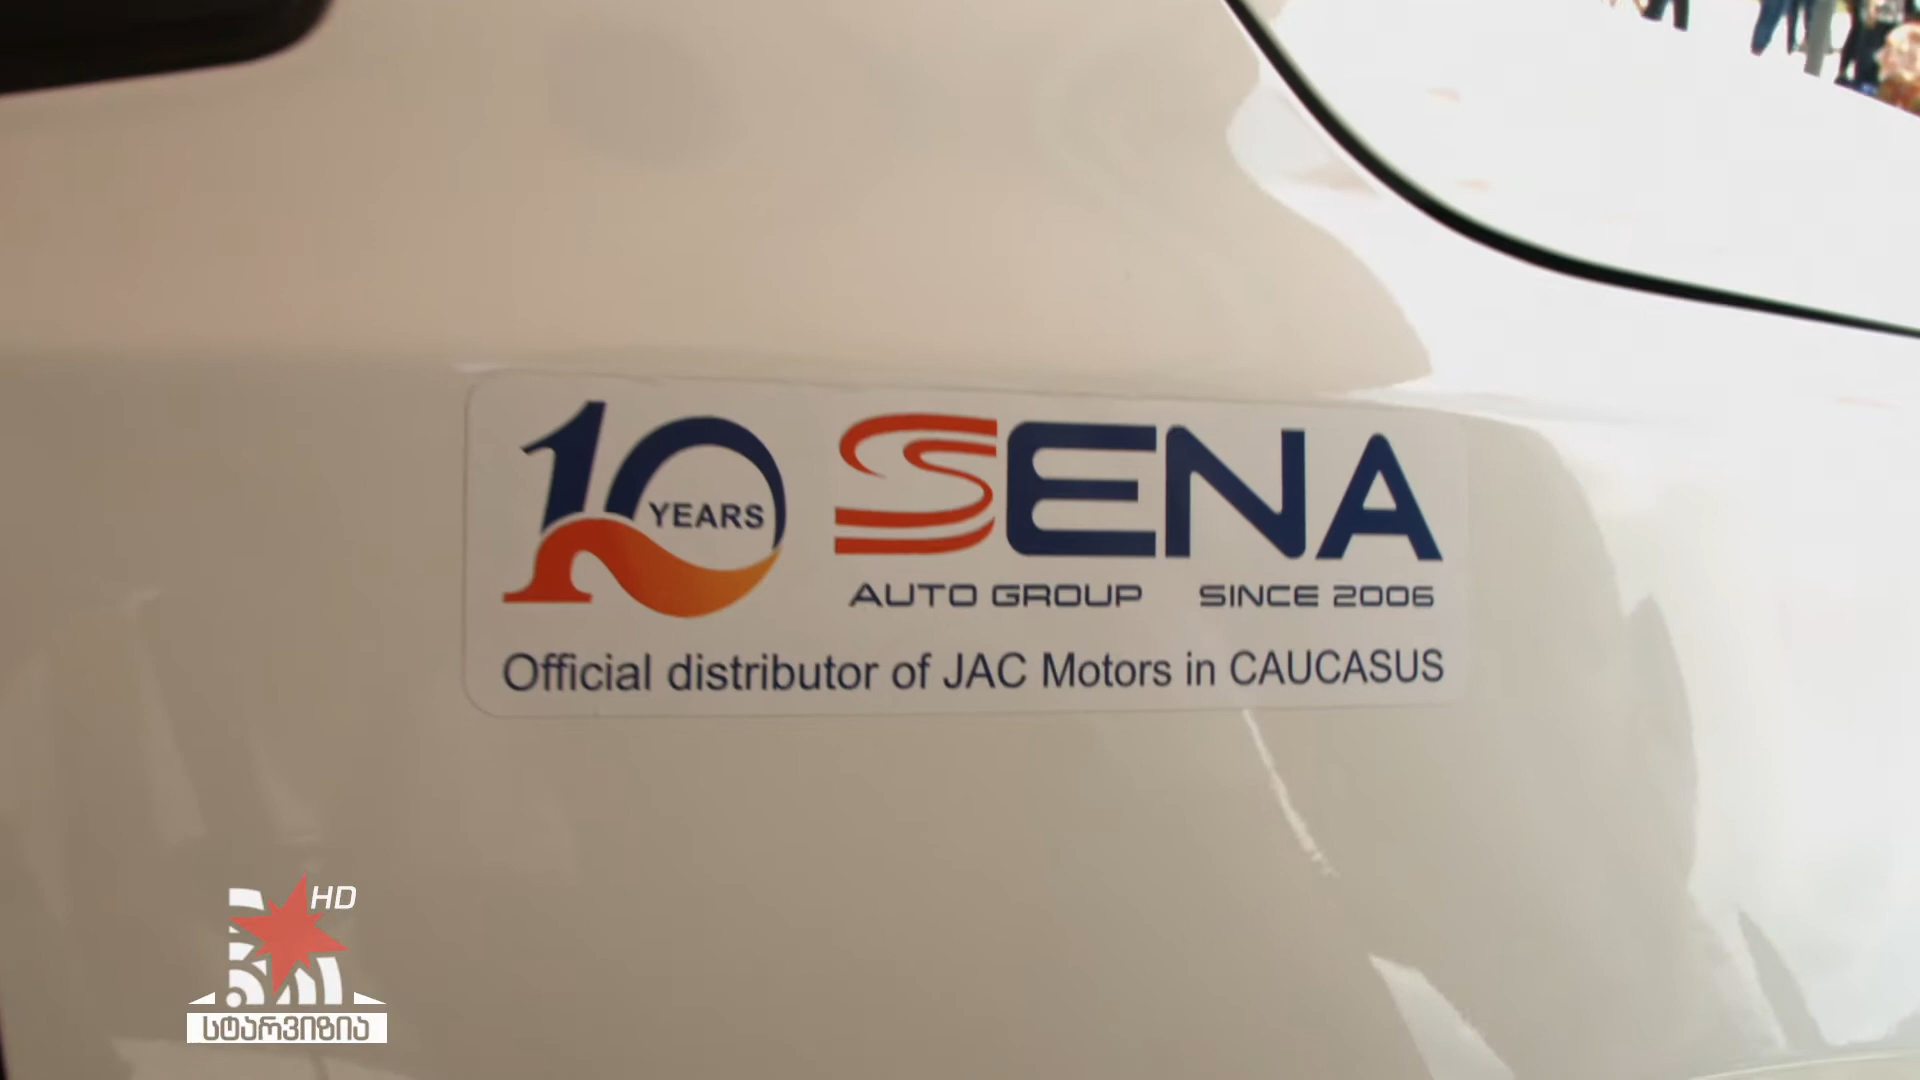 10 YEARS
SENA
AUTO GROUP SINCE 2006
Official distributor of JAC Motors in CAUCASUS
HD
სტარვიზია